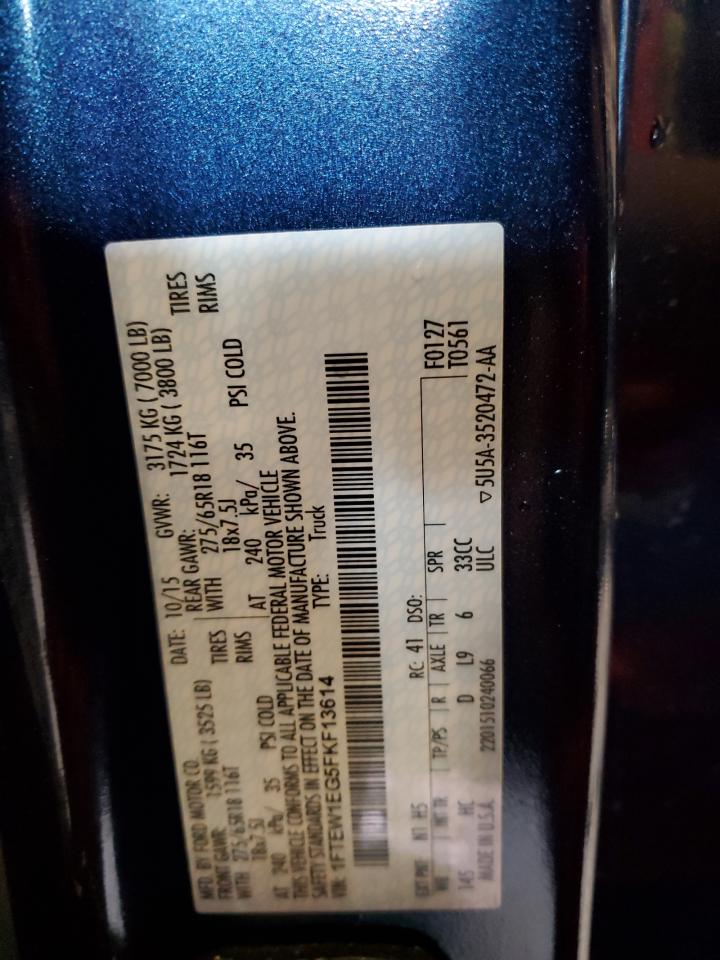 MFD. BY FORD MOTOR CO.
DATE: 10/15 GVWR: 3175 KG ( 7000 LB)
FRONT GAWR: 1599 KG ( 3525 LB)
REAR GAWR: 1724 KG ( 3800 LB)
WITH 275/65R18 116T TIRES
WITH 275/65R18 116T TIRES
18x7.5J RIMS
18x7.5J RIMS
AT 240 kPa/ 35 PSI COLD
AT 240 kPa/ 35 PSI COLD
THIS VEHICLE CONFORMS TO ALL APPLICABLE FEDERAL MOTOR VEHICLE
SAFETY STANDARDS IN EFFECT ON THE DATE OF MANUFACTURE SHOWN ABOVE.
VIN: 1FTEW1EG5FKF13614 TYPE: Truck
F0127
T0561
EXT PNT: N1 H5 RC: 41 DSO:
WB INT TR TP/PS R AXLE TR SPR
145 HC D L9 6 33CC
ULC
▽5U5A-3520472-AA
MADE IN U.S.A. 2201510240066